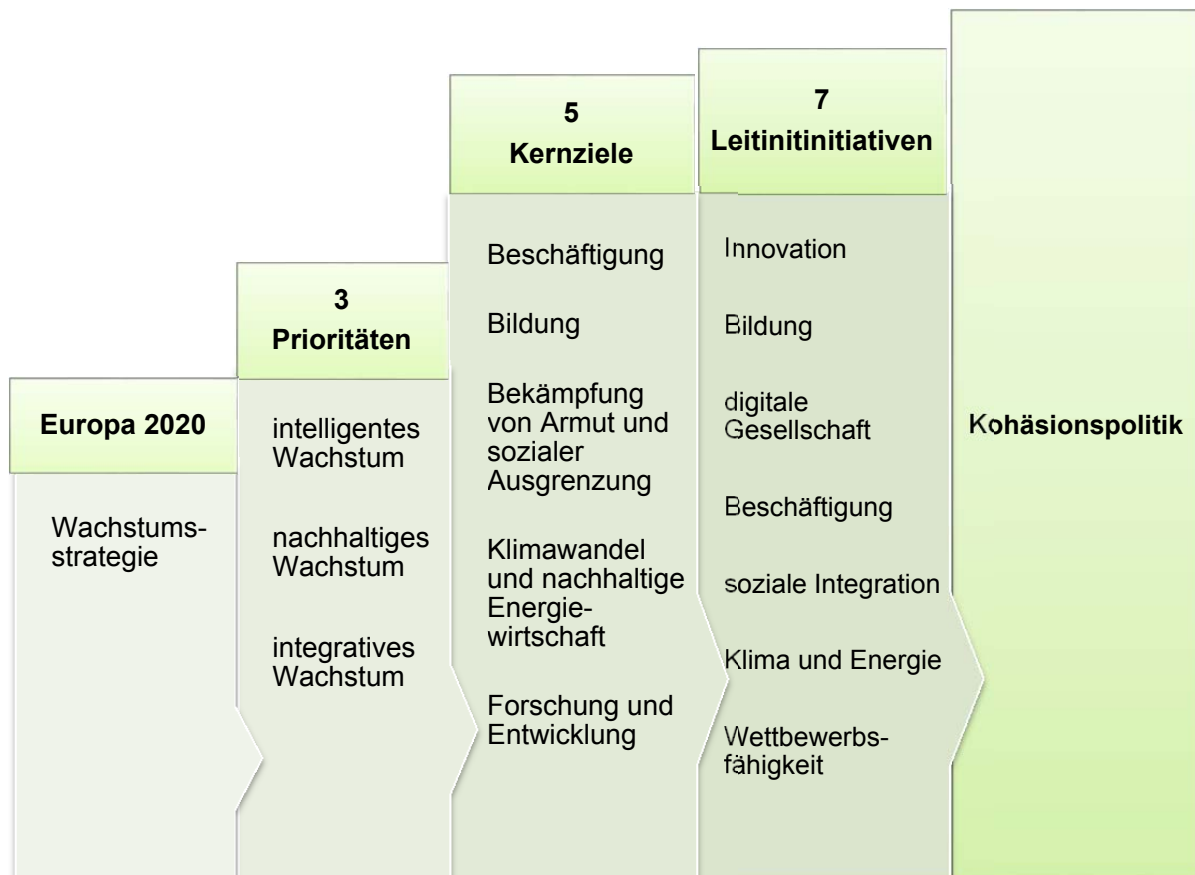 Europa 2020
Wachstums-
strategie
3
Prioritäten
intelligentes
Wachstum
nachhaltiges
Wachstum
integratives
Wachstum
5
Kernziele
Beschäftigung
Bildung
Bekämpfung
von Armut und
sozialer
Ausgrenzung
Klimawandel
und nachhaltige
Energie-
wirtschaft
Forschung und
Entwicklung
7
Leitinitinitiativen
Innovation
Bildung
digitale
Gesellschaft
Beschäftigung
soziale Integration
Klima und Energie
Wettbewerbs-
fähigkeit
Kohäsionspolitik